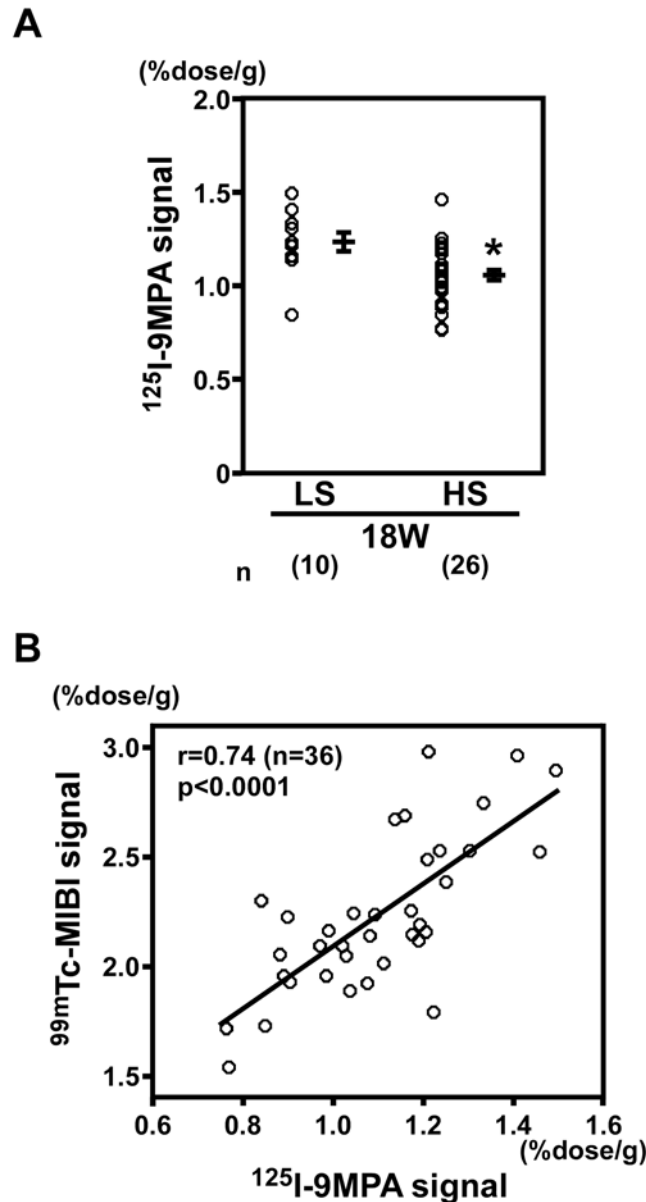 A
(%dose/g)
2.0
1.5
1.0
0.5
0
¹²⁵I-9MPA signal
*
LS HS
18W
n (10) (26)
B
(%dose/g)
r=0.74 (n=36)
p<0.0001
3.0
2.5
2.0
1.5
⁹⁹ᵐTc-MIBI signal
0.6 0.8 1.0 1.2 1.4 1.6
(%dose/g)
¹²⁵I-9MPA signal